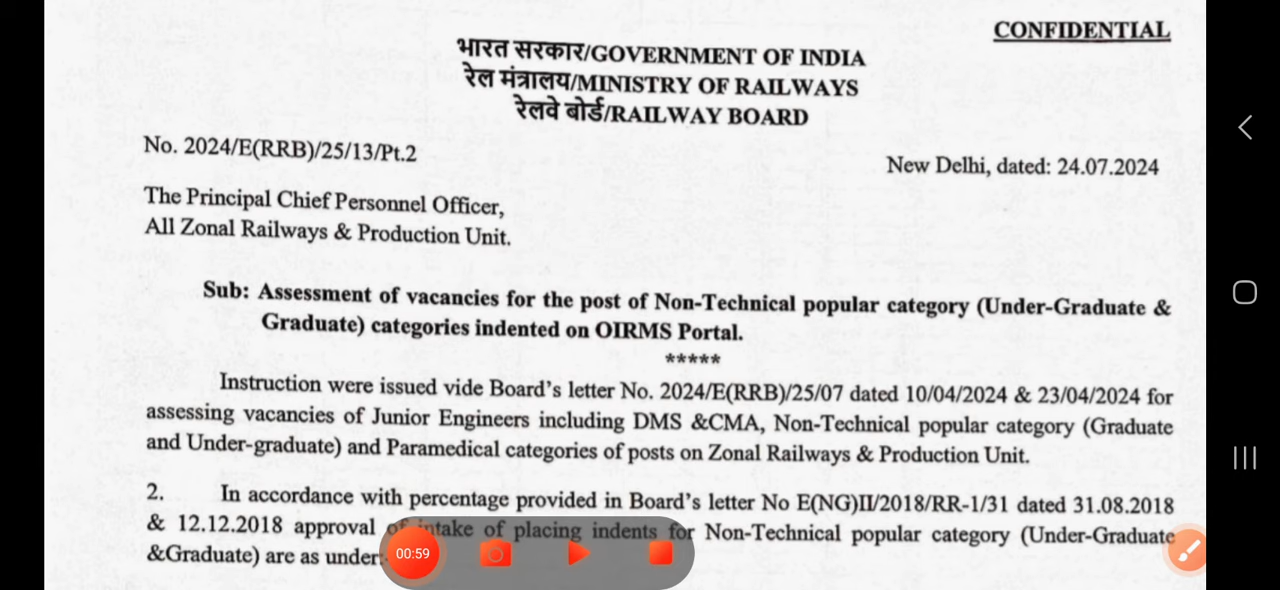 CONFIDENTIAL
भारत सरकार/GOVERNMENT OF INDIA
रेल मंत्रालय/MINISTRY OF RAILWAYS
रेलवे बोर्ड/RAILWAY BOARD
No. 2024/E(RRB)/25/13/Pt.2
New Delhi, dated: 24.07.2024
The Principal Chief Personnel Officer,
All Zonal Railways & Production Unit.
Sub: Assessment of vacancies for the post of Non-Technical popular category (Under-Graduate &
Graduate) categories indented on OIRMS Portal.
*****
Instruction were issued vide Board's letter No. 2024/E(RRB)/25/07 dated 10/04/2024 & 23/04/2024 for
assessing vacancies of Junior Engineers including DMS &CMA, Non-Technical popular category (Graduate
and Under-graduate) and Paramedical categories of posts on Zonal Railways & Production Unit.
2. In accordance with percentage provided in Board's letter No E(NG)II/2018/RR-1/31 dated 31.08.2018
& 12.12.2018 approval of intake of placing indents for Non-Technical popular category (Under-Graduate
&Graduate) are as under:
00:59